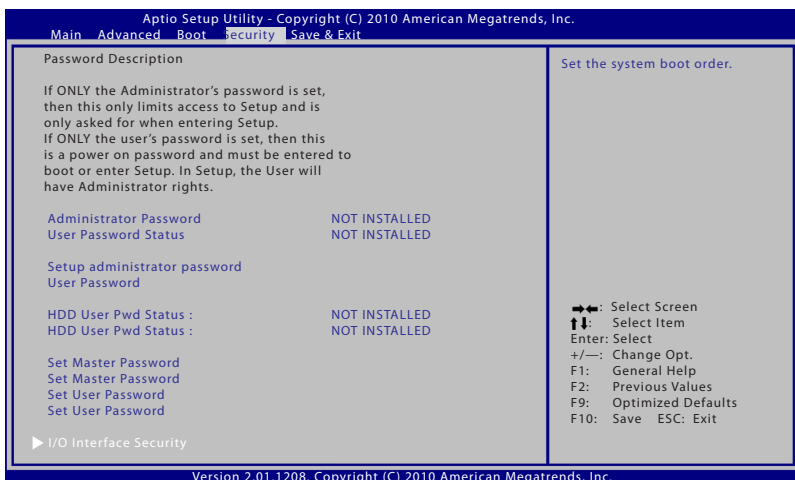 Aptio Setup Utility - Copyright (C) 2010 American Megatrends, Inc.
Main Advanced Boot Security Save & Exit
Password Description
If ONLY the Administrator's password is set,
then this only limits access to Setup and is
only asked for when entering Setup.
If ONLY the user's password is set, then this
is a power on password and must be entered to
boot or enter Setup. In Setup, the User will
have Administrator rights.
Administrator Password NOT INSTALLED
User Password Status NOT INSTALLED
Setup administrator password
User Password
HDD User Pwd Status : NOT INSTALLED
HDD User Pwd Status : NOT INSTALLED
Set Master Password
Set Master Password
Set User Password
Set User Password
▶ I/O Interface Security
Set the system boot order.
➡⬅: Select Screen
⬆⬇: Select Item
Enter: Select
+/—: Change Opt.
F1: General Help
F2: Previous Values
F9: Optimized Defaults
F10: Save ESC: Exit
Version 2.01.1208. Copyright (C) 2010 American Megatrends, Inc.